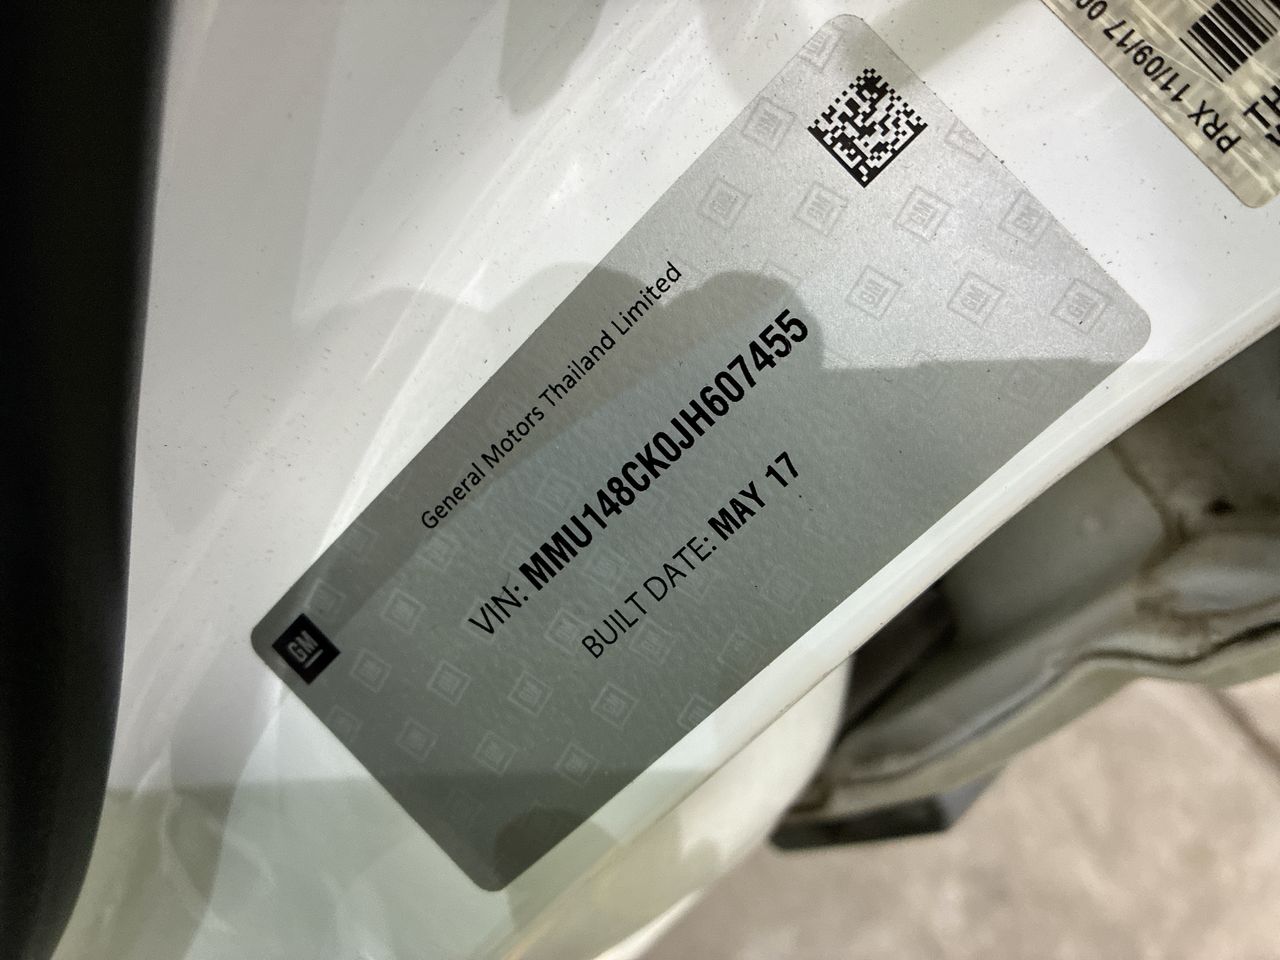 General Motors Thailand Limited
VIN: MMU148CK0JH607455
BUILT DATE: MAY 17
GM
PRX 11/09/17